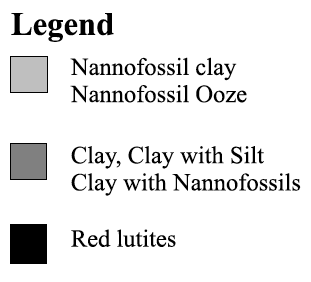 Legend
Nannofossil clay
Nannofossil Ooze
Clay, Clay with Silt
Clay with Nannofossils
Red lutites